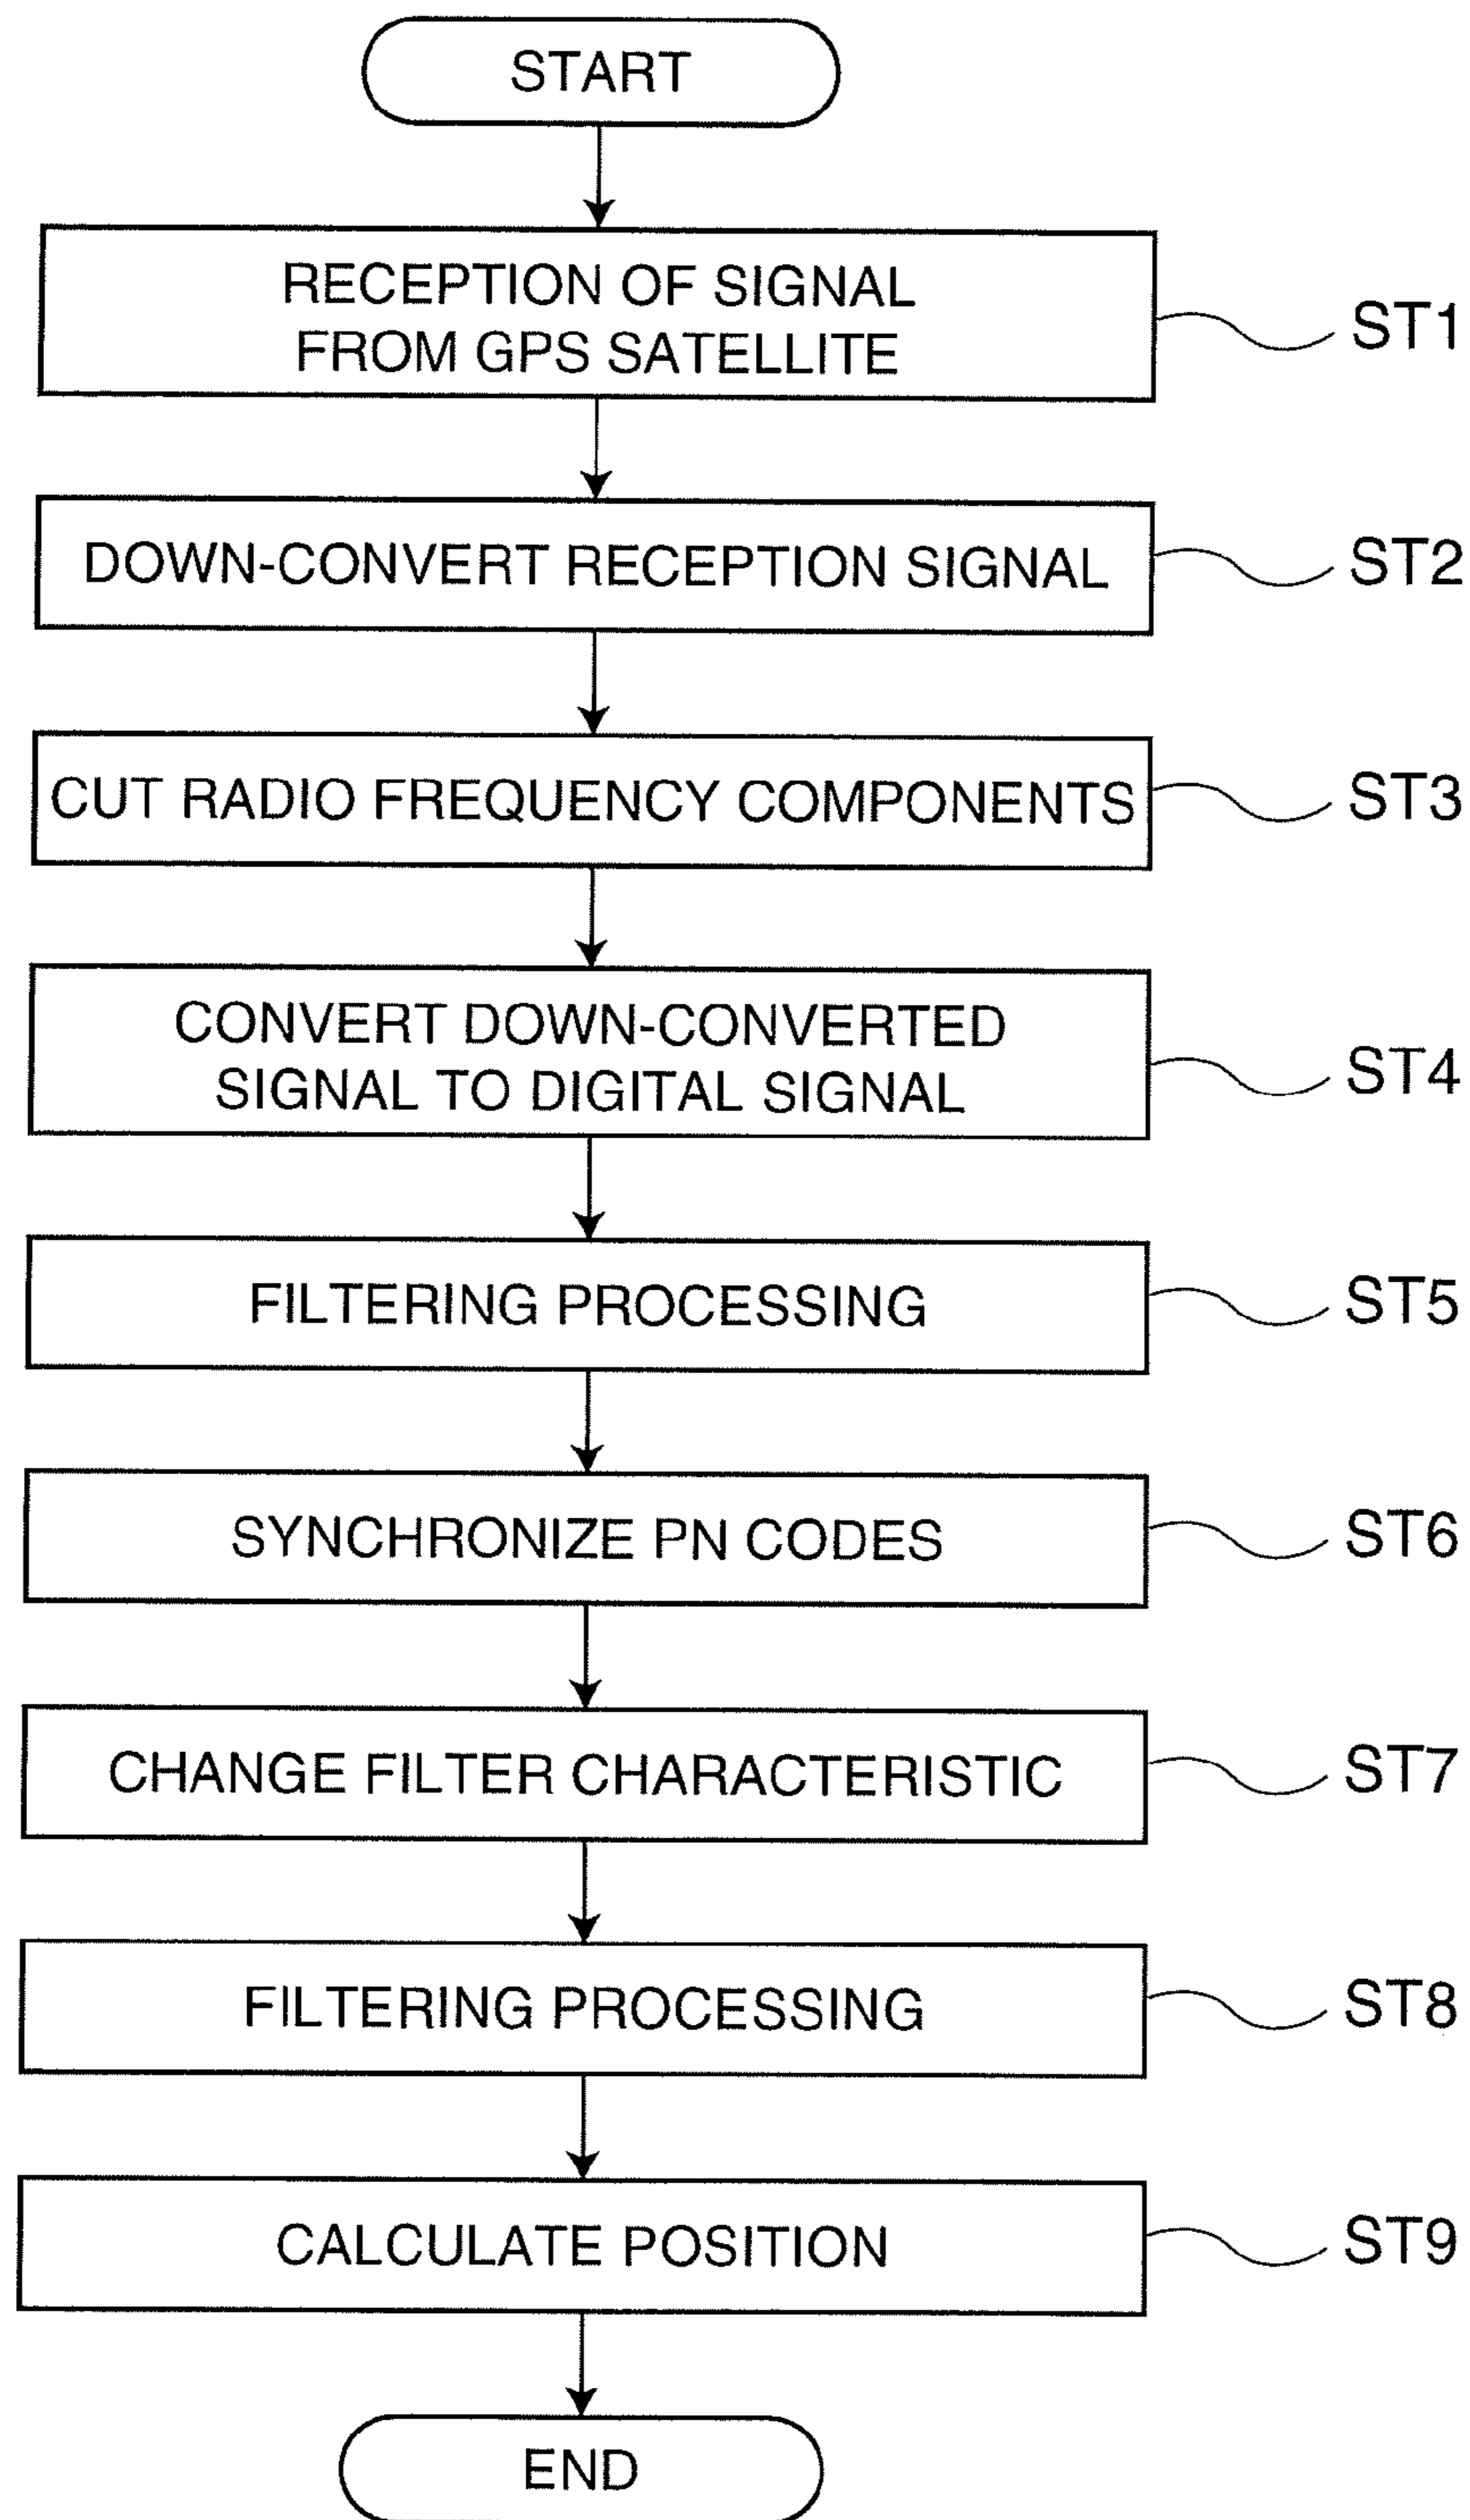 START
RECEPTION OF SIGNAL
FROM GPS SATELLITE
ST1
DOWN-CONVERT RECEPTION SIGNAL
ST2
CUT RADIO FREQUENCY COMPONENTS
ST3
CONVERT DOWN-CONVERTED
SIGNAL TO DIGITAL SIGNAL
ST4
FILTERING PROCESSING
ST5
SYNCHRONIZE PN CODES
ST6
CHANGE FILTER CHARACTERISTIC
ST7
FILTERING PROCESSING
ST8
CALCULATE POSITION
ST9
END